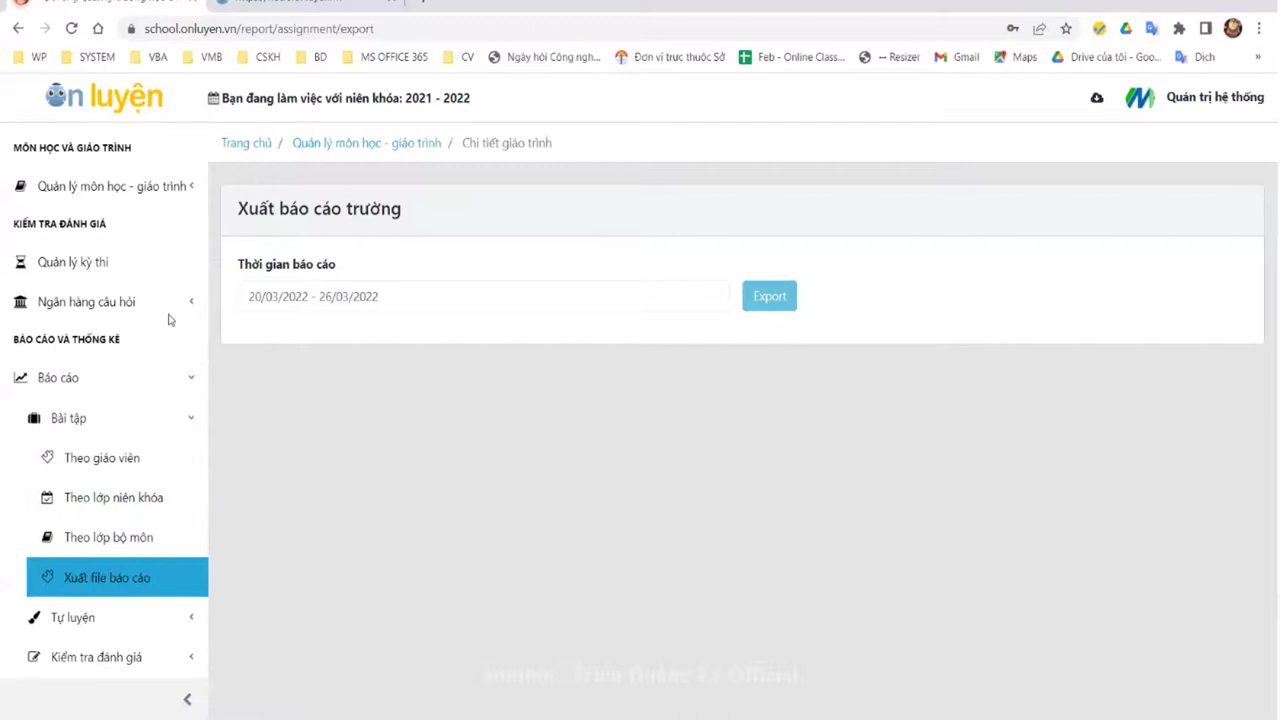 school.onluyen.vn/report/assignment/export
WP SYSTEM VBA VMB CSKH BD MS OFFICE 365 CV Ngày hội Công ngh... Đơn vị trực thuộc Sở Feb - Online Class... -- Resizer Gmail Maps Drive của tôi - Goo... Dịch »
ôn luyện
Bạn đang làm việc với niên khóa: 2021 - 2022
Quản trị hệ thống
Trang chủ / Quản lý môn học - giáo trình / Chi tiết giáo trình
MÔN HỌC VÀ GIÁO TRÌNH
Quản lý môn học - giáo trình
KIỂM TRA ĐÁNH GIÁ
Quản lý kỳ thi
Ngân hàng câu hỏi
BÁO CÁO VÀ THỐNG KÊ
Báo cáo
Bài tập
Theo giáo viên
Theo lớp niên khóa
Theo lớp bộ môn
Xuất file báo cáo
Tự luyện
Kiểm tra đánh giá
Xuất báo cáo trường
Thời gian báo cáo
20/03/2022 - 26/03/2022
Export